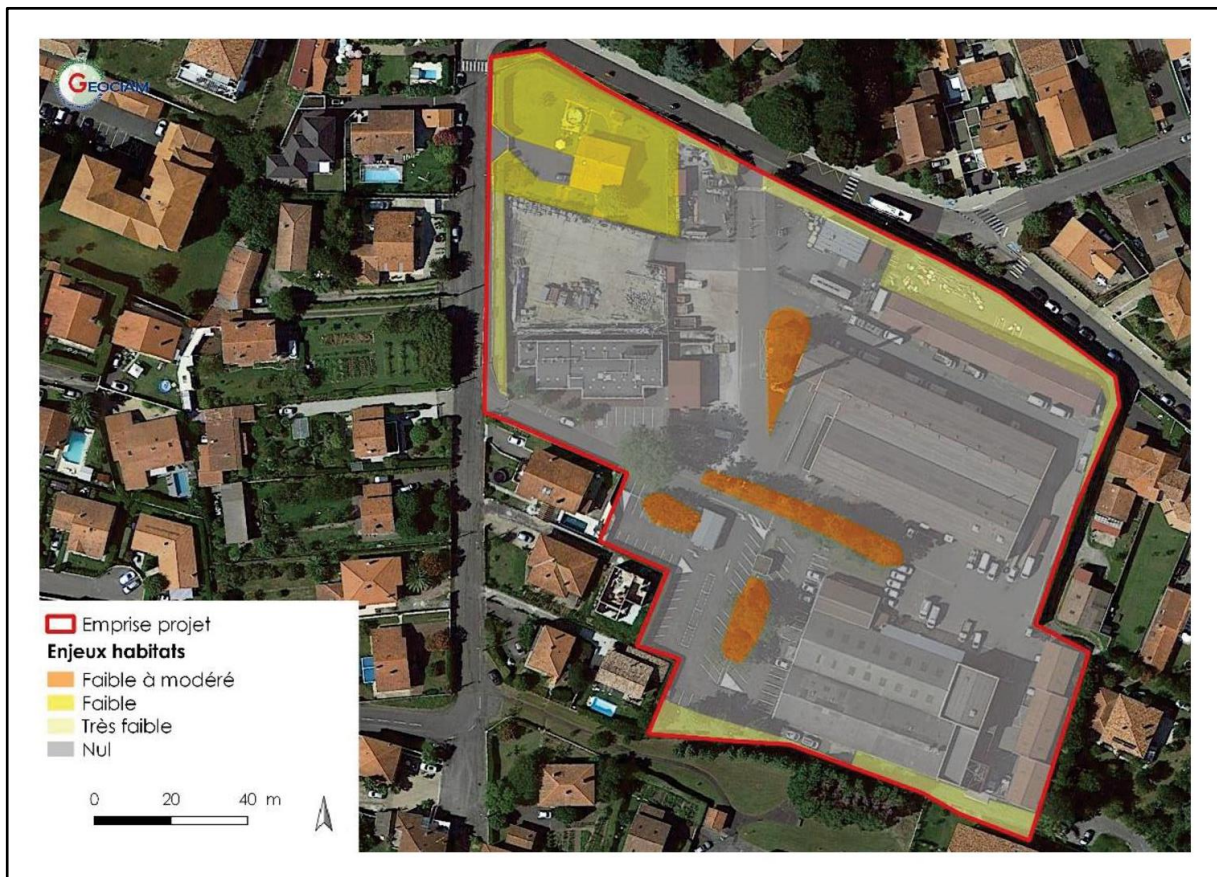 GEOCIAM
Emprise projet
Enjeux habitats
Faible à modéré
Faible
Très faible
Nul
0 20 40 m